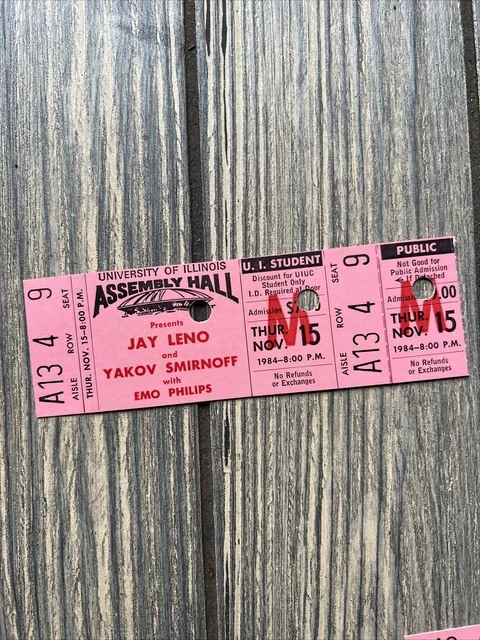 A13 4 9
AISLE ROW SEAT
THUR. NOV. 15-8:00 P.M.
UNIVERSITY OF ILLINOIS
ASSEMBLY HALL
Presents
JAY LENO
and
YAKOV SMIRNOFF
with
EMO PHILIPS
U. I. STUDENT
Discount for UIUC
Student Only
I.D. Required at Door
Admission
THUR.
NOV. 15
1984-8:00 P.M.
No Refunds
or Exchanges
A13 4 9
AISLE ROW SEAT
PUBLIC
Not Good for
Public Admission
If Detached
.00
THUR.
NOV. 15
1984-8:00 P.M.
No Refunds
or Exchanges